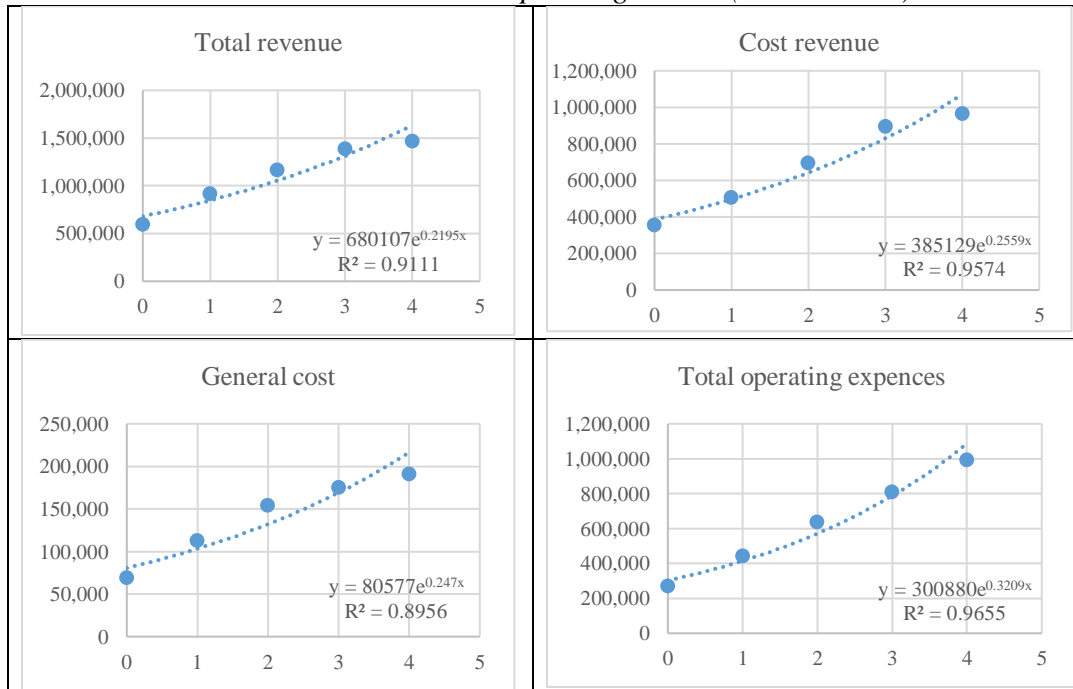 Total revenue
2,000,000
1,500,000
1,000,000
500,000
0
y = 680107e^0.2195x
R² = 0.9111
0 1 2 3 4 5
Cost revenue
1,200,000
1,000,000
800,000
600,000
400,000
200,000
0
y = 385129e^0.2559x
R² = 0.9574
0 1 2 3 4 5
General cost
250,000
200,000
150,000
100,000
50,000
0
y = 80577e^0.247x
R² = 0.8956
0 1 2 3 4 5
Total operating expences
1,200,000
1,000,000
800,000
600,000
400,000
200,000
0
y = 300880e^0.3209x
R² = 0.9655
0 1 2 3 4 5